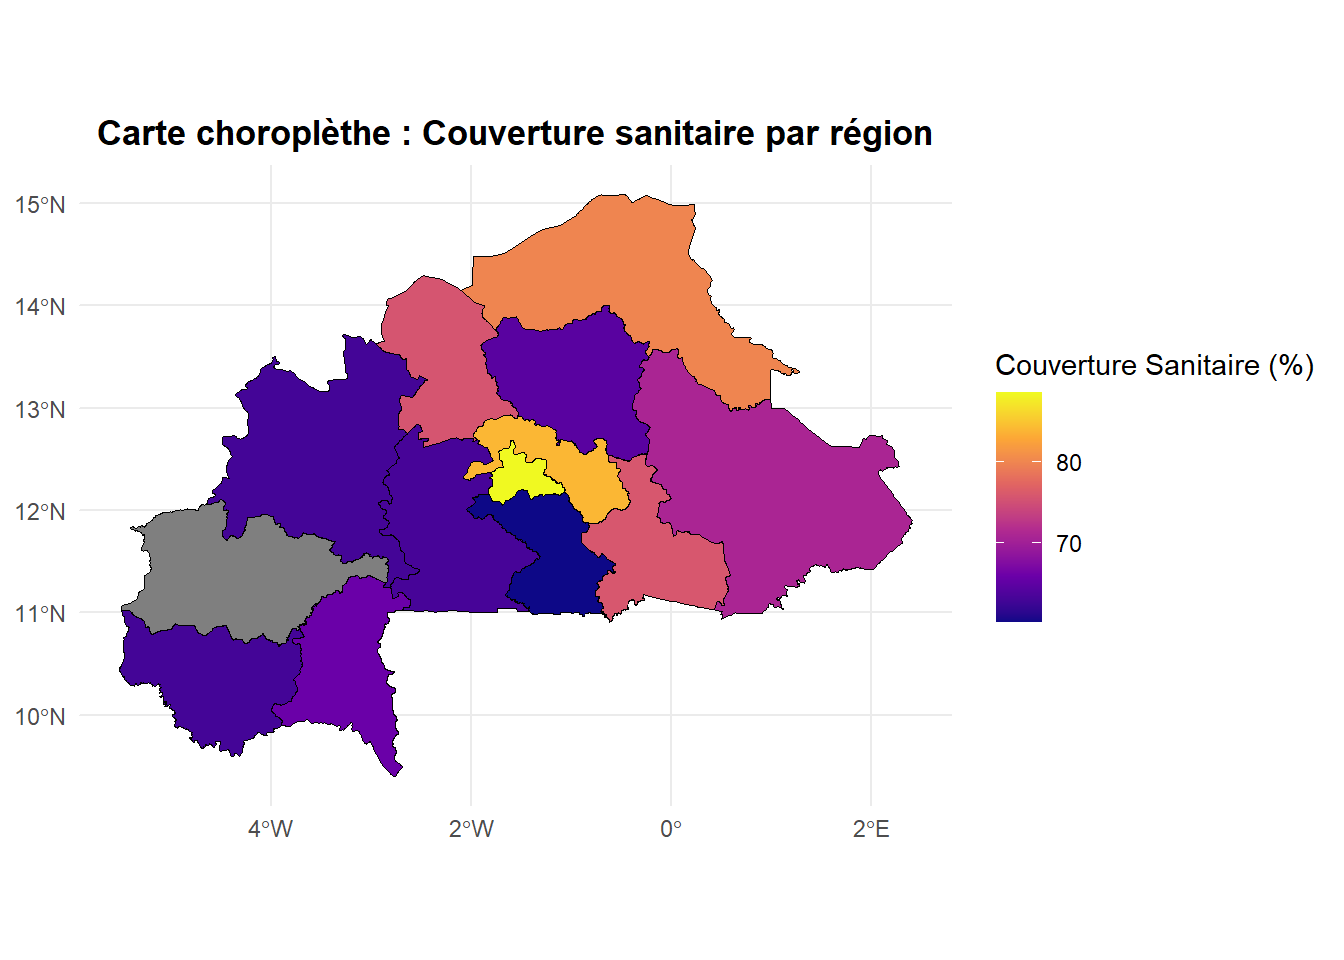 Carte choroplèthe : Couverture sanitaire par région
15°N
14°N
13°N
12°N
11°N
10°N
4°W
2°W
0°
2°E
Couverture Sanitaire (%)
80
70